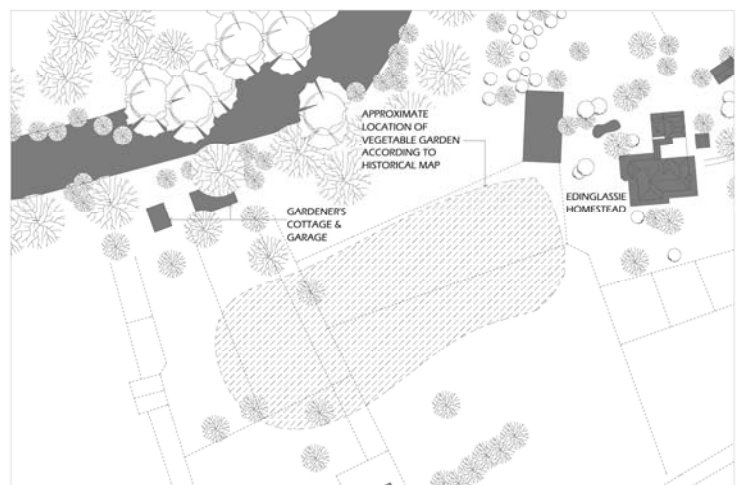 APPROXIMATE
LOCATION OF
VEGETABLE GARDEN
ACCORDING TO
HISTORICAL MAP
EDINGLASSIE
HOMESTEAD
GARDENER'S
COTTAGE &
GARAGE